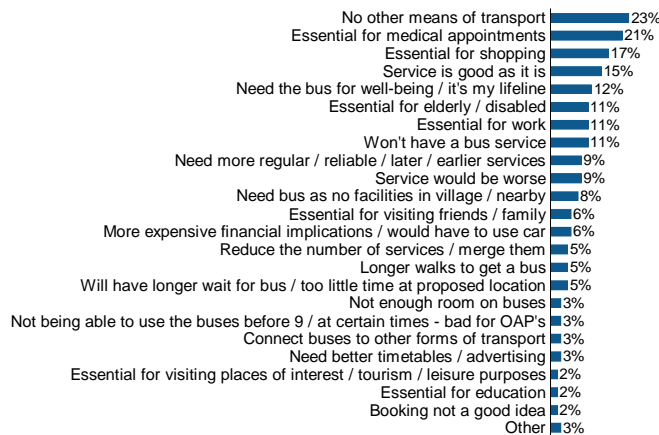 No other means of transport 23%
Essential for medical appointments 21%
Essential for shopping 17%
Service is good as it is 15%
Need the bus for well-being / it's my lifeline 12%
Essential for elderly / disabled 11%
Essential for work 11%
Won't have a bus service 11%
Need more regular / reliable / later / earlier services 9%
Service would be worse 9%
Need bus as no facilities in village / nearby 8%
Essential for visiting friends / family 6%
More expensive financial implications / would have to use car 6%
Reduce the number of services / merge them 5%
Longer walks to get a bus 5%
Will have longer wait for bus / too little time at proposed location 5%
Not enough room on buses 3%
Not being able to use the buses before 9 / at certain times - bad for OAP's 3%
Connect buses to other forms of transport 3%
Need better timetables / advertising 3%
Essential for visiting places of interest / tourism / leisure purposes 2%
Essential for education 2%
Booking not a good idea 2%
Other 3%